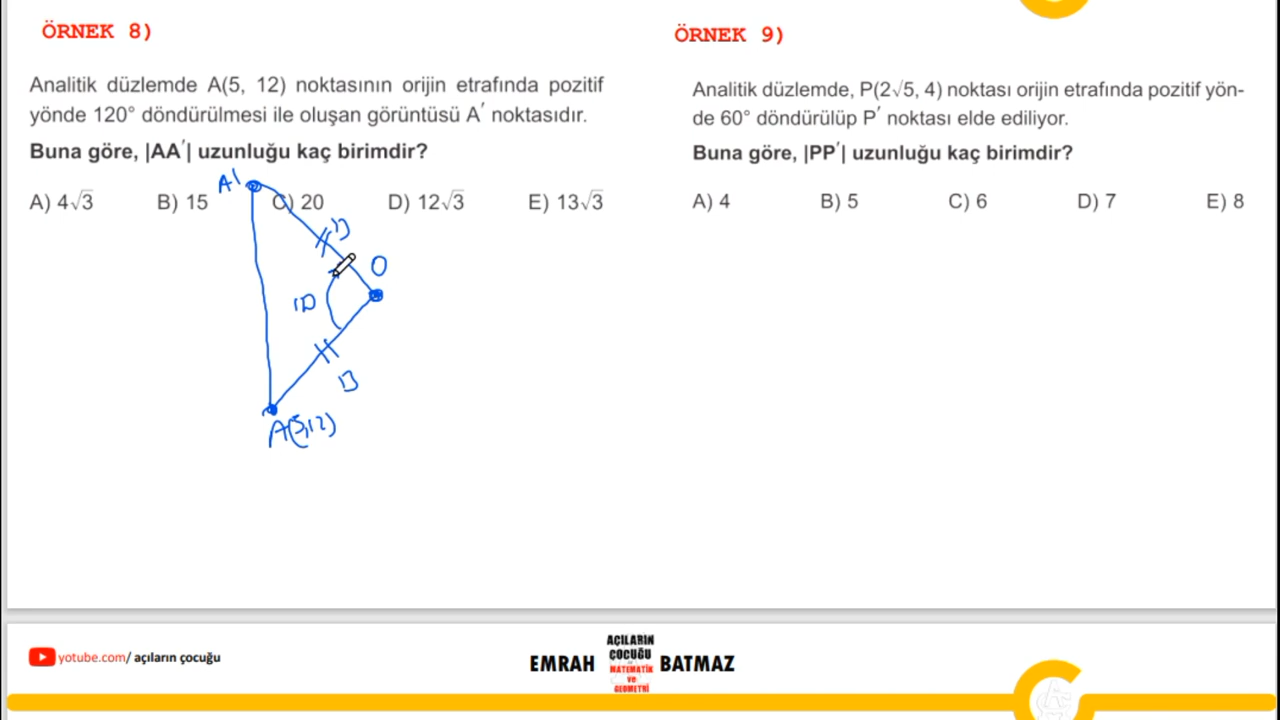 ÖRNEK 8)
Analitik düzlemde A(5, 12) noktasının orijin etrafında pozitif
yönde 120° döndürülmesi ile oluşan görüntüsü A′ noktasıdır.
Buna göre, |AA′| uzunluğu kaç birimdir?
A) 4√3 B) 15 C) 20 D) 12√3 E) 13√3
A'
13
O
120
13
A(5,12)
ÖRNEK 9)
Analitik düzlemde, P(2√5, 4) noktası orijin etrafında pozitif yön-
de 60° döndürülüp P′ noktası elde ediliyor.
Buna göre, |PP′| uzunluğu kaç birimdir?
A) 4 B) 5 C) 6 D) 7 E) 8
yotube.com/ açıların çocuğu
EMRAH
AÇILARIN
ÇOCUĞU
MATEMATİK
ve
GEOMETRİ
BATMAZ